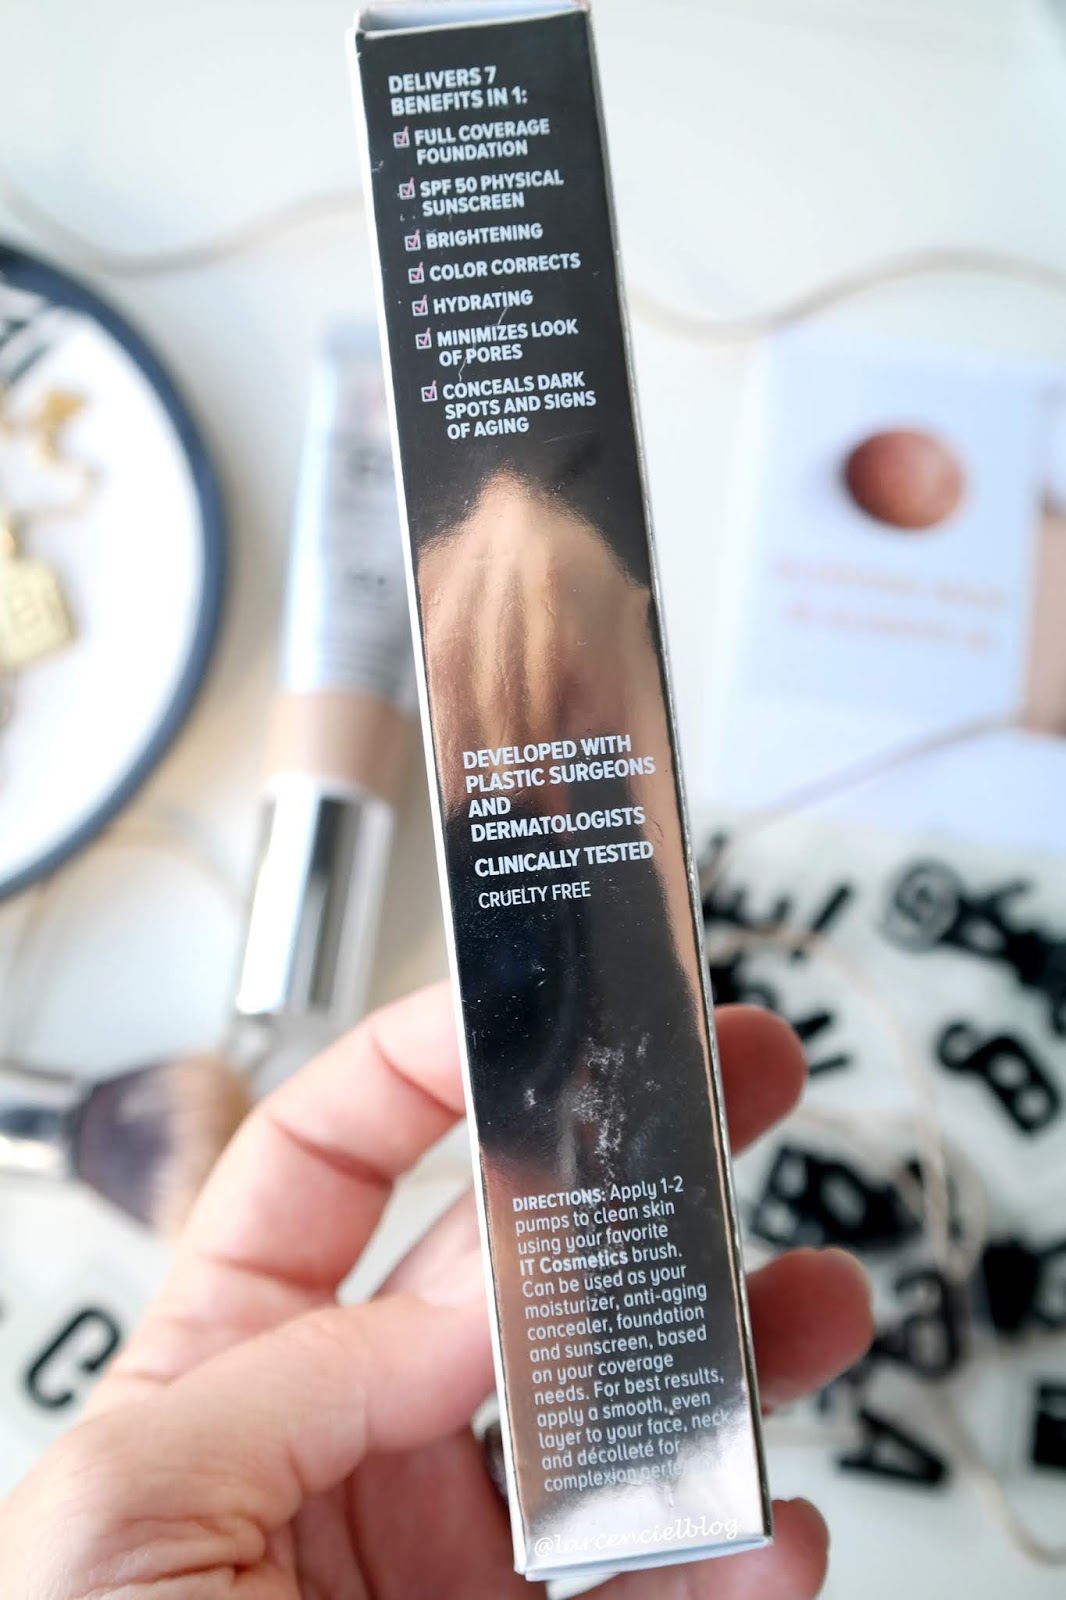 DELIVERS 7
BENEFITS IN 1:
FULL COVERAGE
FOUNDATION
SPF 50 PHYSICAL
SUNSCREEN
BRIGHTENING
COLOR CORRECTS
HYDRATING
MINIMIZES LOOK
OF PORES
CONCEALS DARK
SPOTS AND SIGNS
OF AGING
DEVELOPED WITH
PLASTIC SURGEONS
AND
DERMATOLOGISTS
CLINICALLY TESTED
CRUELTY FREE
DIRECTIONS: Apply 1-2
pumps to clean skin
using your favorite
IT Cosmetics brush.
Can be used as your
moisturizer, anti-aging
concealer, foundation
and sunscreen, based
on your coverage
needs. For best results,
apply a smooth, even
layer to your face, neck
and décolleté for
complexion
@larcencielblog